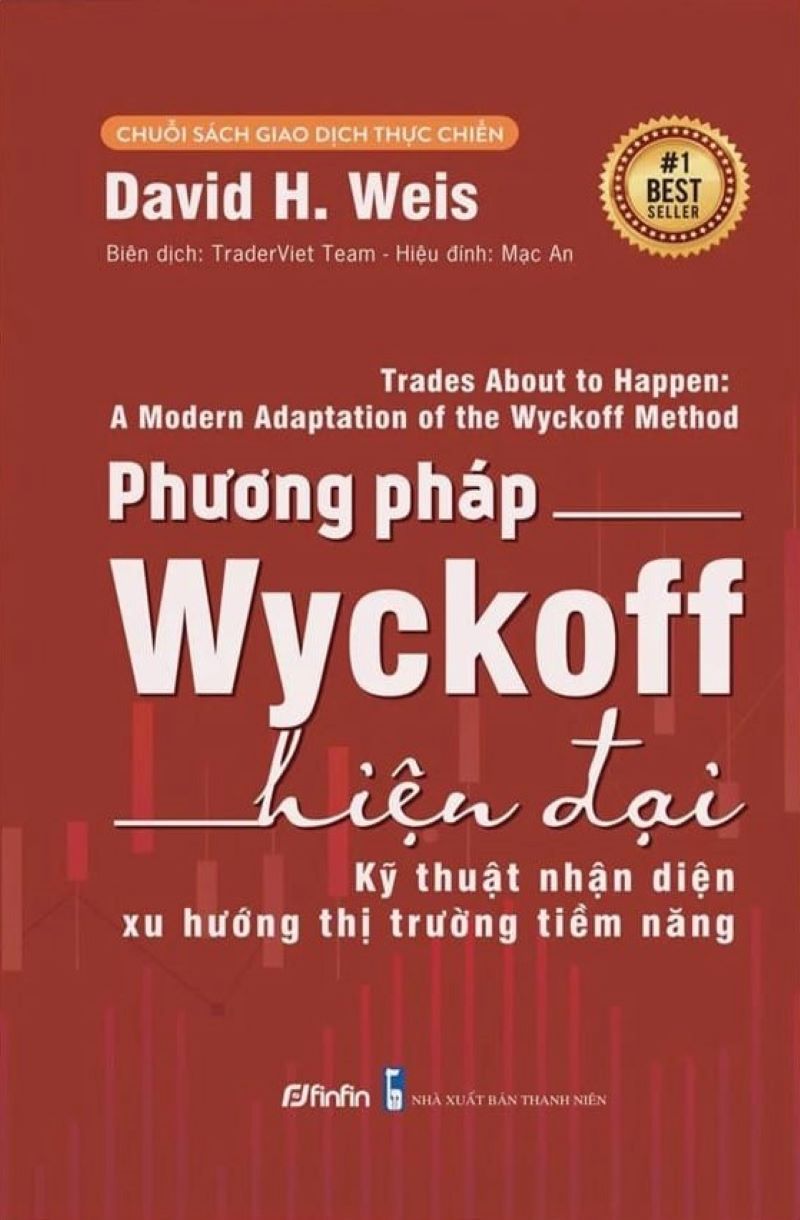 CHUỖI SÁCH GIAO DỊCH THỰC CHIẾN
David H. Weis
#1
BEST
SELLER
Biên dịch: TraderViet Team - Hiệu đính: Mạc An
Trades About to Happen:
A Modern Adaptation of the Wyckoff Method
Phương pháp
Wyckoff
hiện đại
Kỹ thuật nhận diện
xu hướng thị trường tiềm năng
finfin NHÀ XUẤT BẢN THANH NIÊN